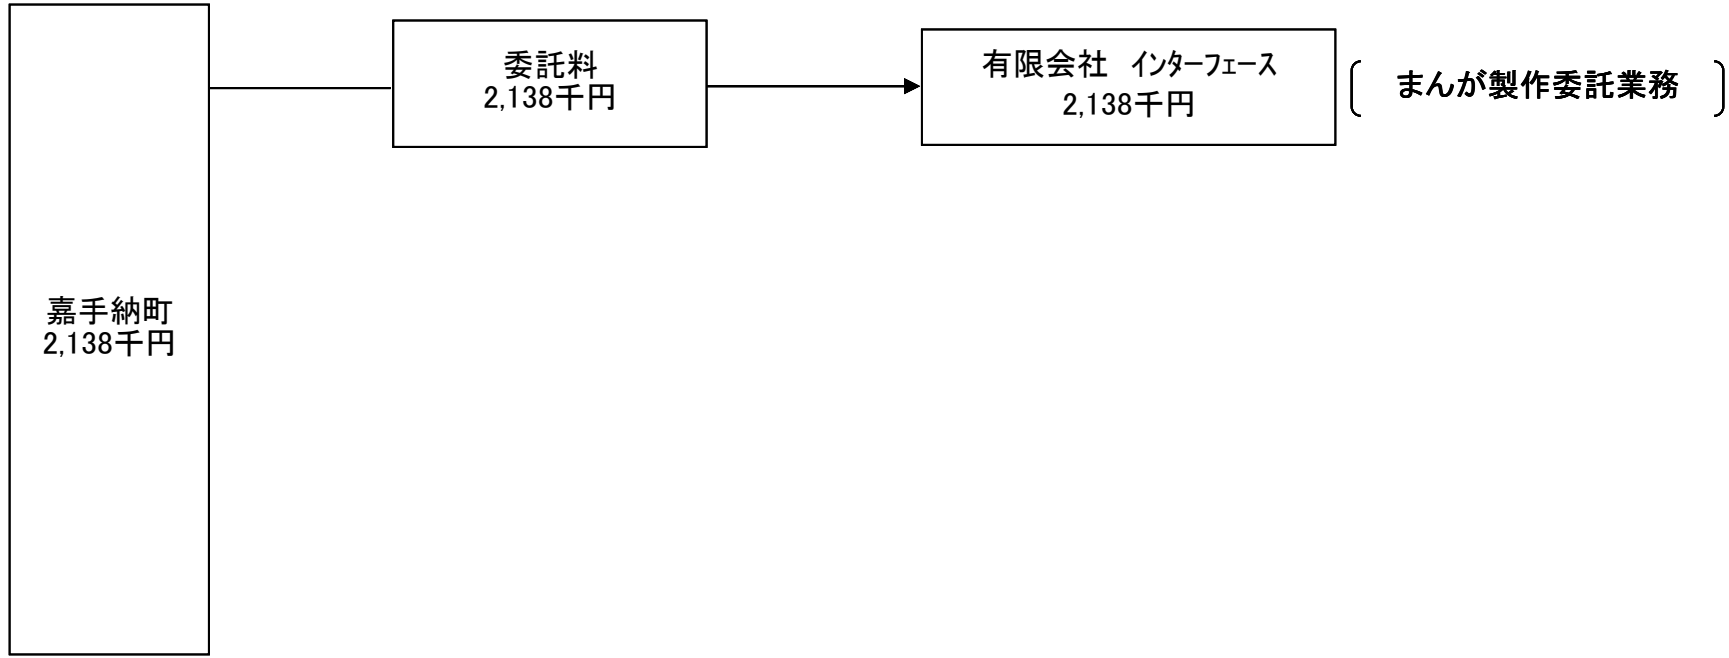 嘉手納町
2,138千円
委託料
2,138千円
有限会社　インターフェース
2,138千円
まんが製作委託業務